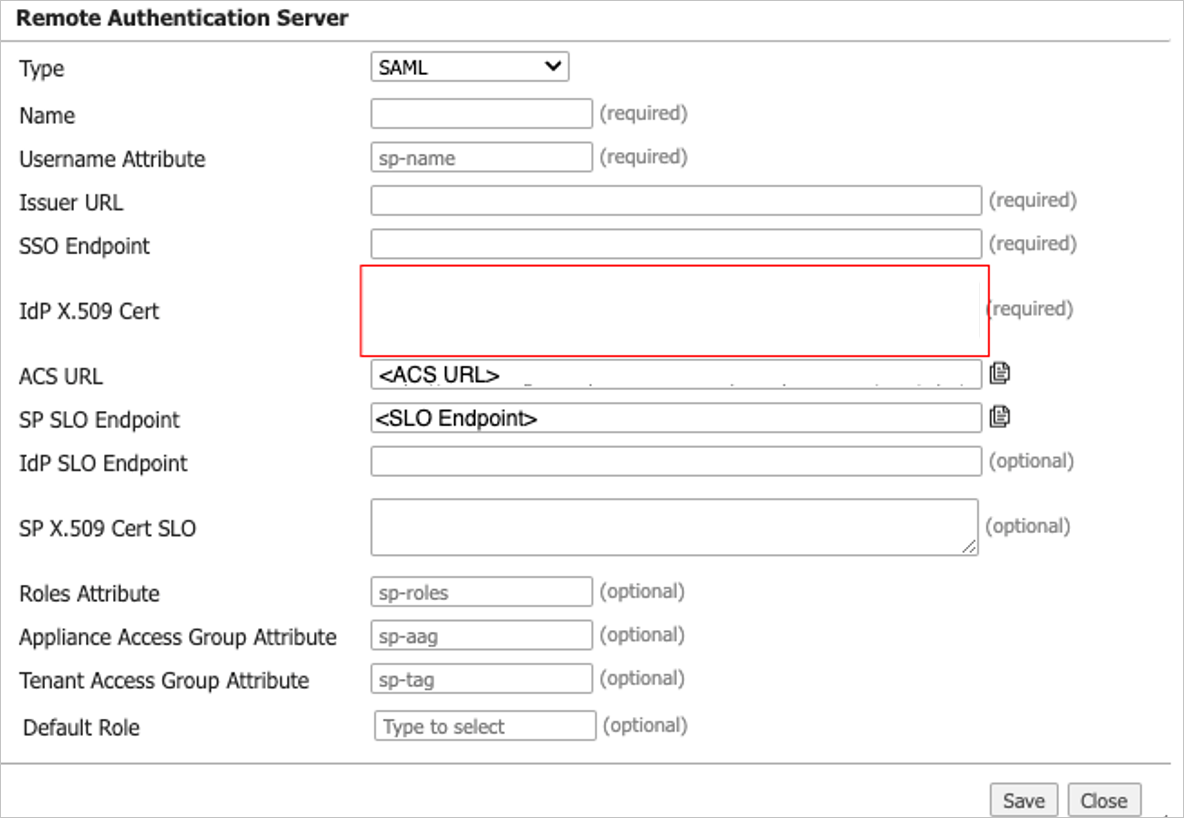 Remote Authentication Server
Type SAML
Name (required)
Username Attribute sp-name (required)
Issuer URL (required)
SSO Endpoint (required)
IdP X.509 Cert (required)
ACS URL <ACS URL>
SP SLO Endpoint <SLO Endpoint>
IdP SLO Endpoint (optional)
SP X.509 Cert SLO (optional)
Roles Attribute sp-roles (optional)
Appliance Access Group Attribute sp-aag (optional)
Tenant Access Group Attribute sp-tag (optional)
Default Role Type to select (optional)
Save Close